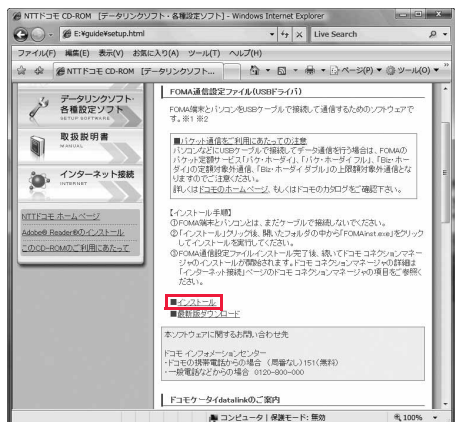 NTTドコモ CD-ROM [データリンクソフト・各種設定ソフト] - Windows Internet Explorer
E:¥guide¥setup.html
Live Search
ファイル(F) 編集(E) 表示(V) お気に入り(A) ツール(T) ヘルプ(H)
NTTドコモ CD-ROM [データリンクソフト...
ページ(P)
ツール(O)
データリンクソフト・
各種設定ソフト
SETUP SOFTWARE
取扱説明書
MANUAL
インターネット接続
INTERNET
NTTドコモ ホームページ
Adobe® Reader®のインストール
このCD-ROMのご利用にあたって
FOMA通信設定ファイル(USBドライバ)
FOMA端末とパソコンをUSBケーブルで接続して通信するためのソフトウェアで
す。※1 ※2
■パケット通信をご利用にあたっての注意
パソコンなどにUSBケーブルで接続してデータ通信を行う場合は、FOMAの
パケット定額サービス「パケ・ホーダイ」、「パケ・ホーダイフル」、「Biz・ホー
ダイ」の定額対象外通信、「Biz・ホーダイ ダブル」の上限額対象外通信とな
りますのでご注意ください。
詳しくはドコモのホームページ、もしくはドコモのカタログをご確認下さい。
【インストール手順】
①FOMA端末とパソコンとは、まだケーブルで接続しないでください。
②「インストール」クリック後、開いたフォルダの中から「FOMAinst.exe」をクリック
してインストールを実行してください。
③FOMA通信設定ファイルインストール完了後、続いてドコモ コネクションマネー
ジャのインストールが開始されます。ドコモ コネクションマネージャの詳細は
「インターネット接続」ページのドコモ コネクションマネージャの項目をご参照く
ださい。
■インストール
■最新版ダウンロード
本ソフトウェアに関するお問い合わせ先
ドコモ インフォメーションセンター
・ドコモの携帯電話からの場合 (局番なし)151(無料)
・一般電話などからの場合 0120-800-000
ドコモケータイdatalinkのご案内
コンピュータ | 保護モード: 無効
100%